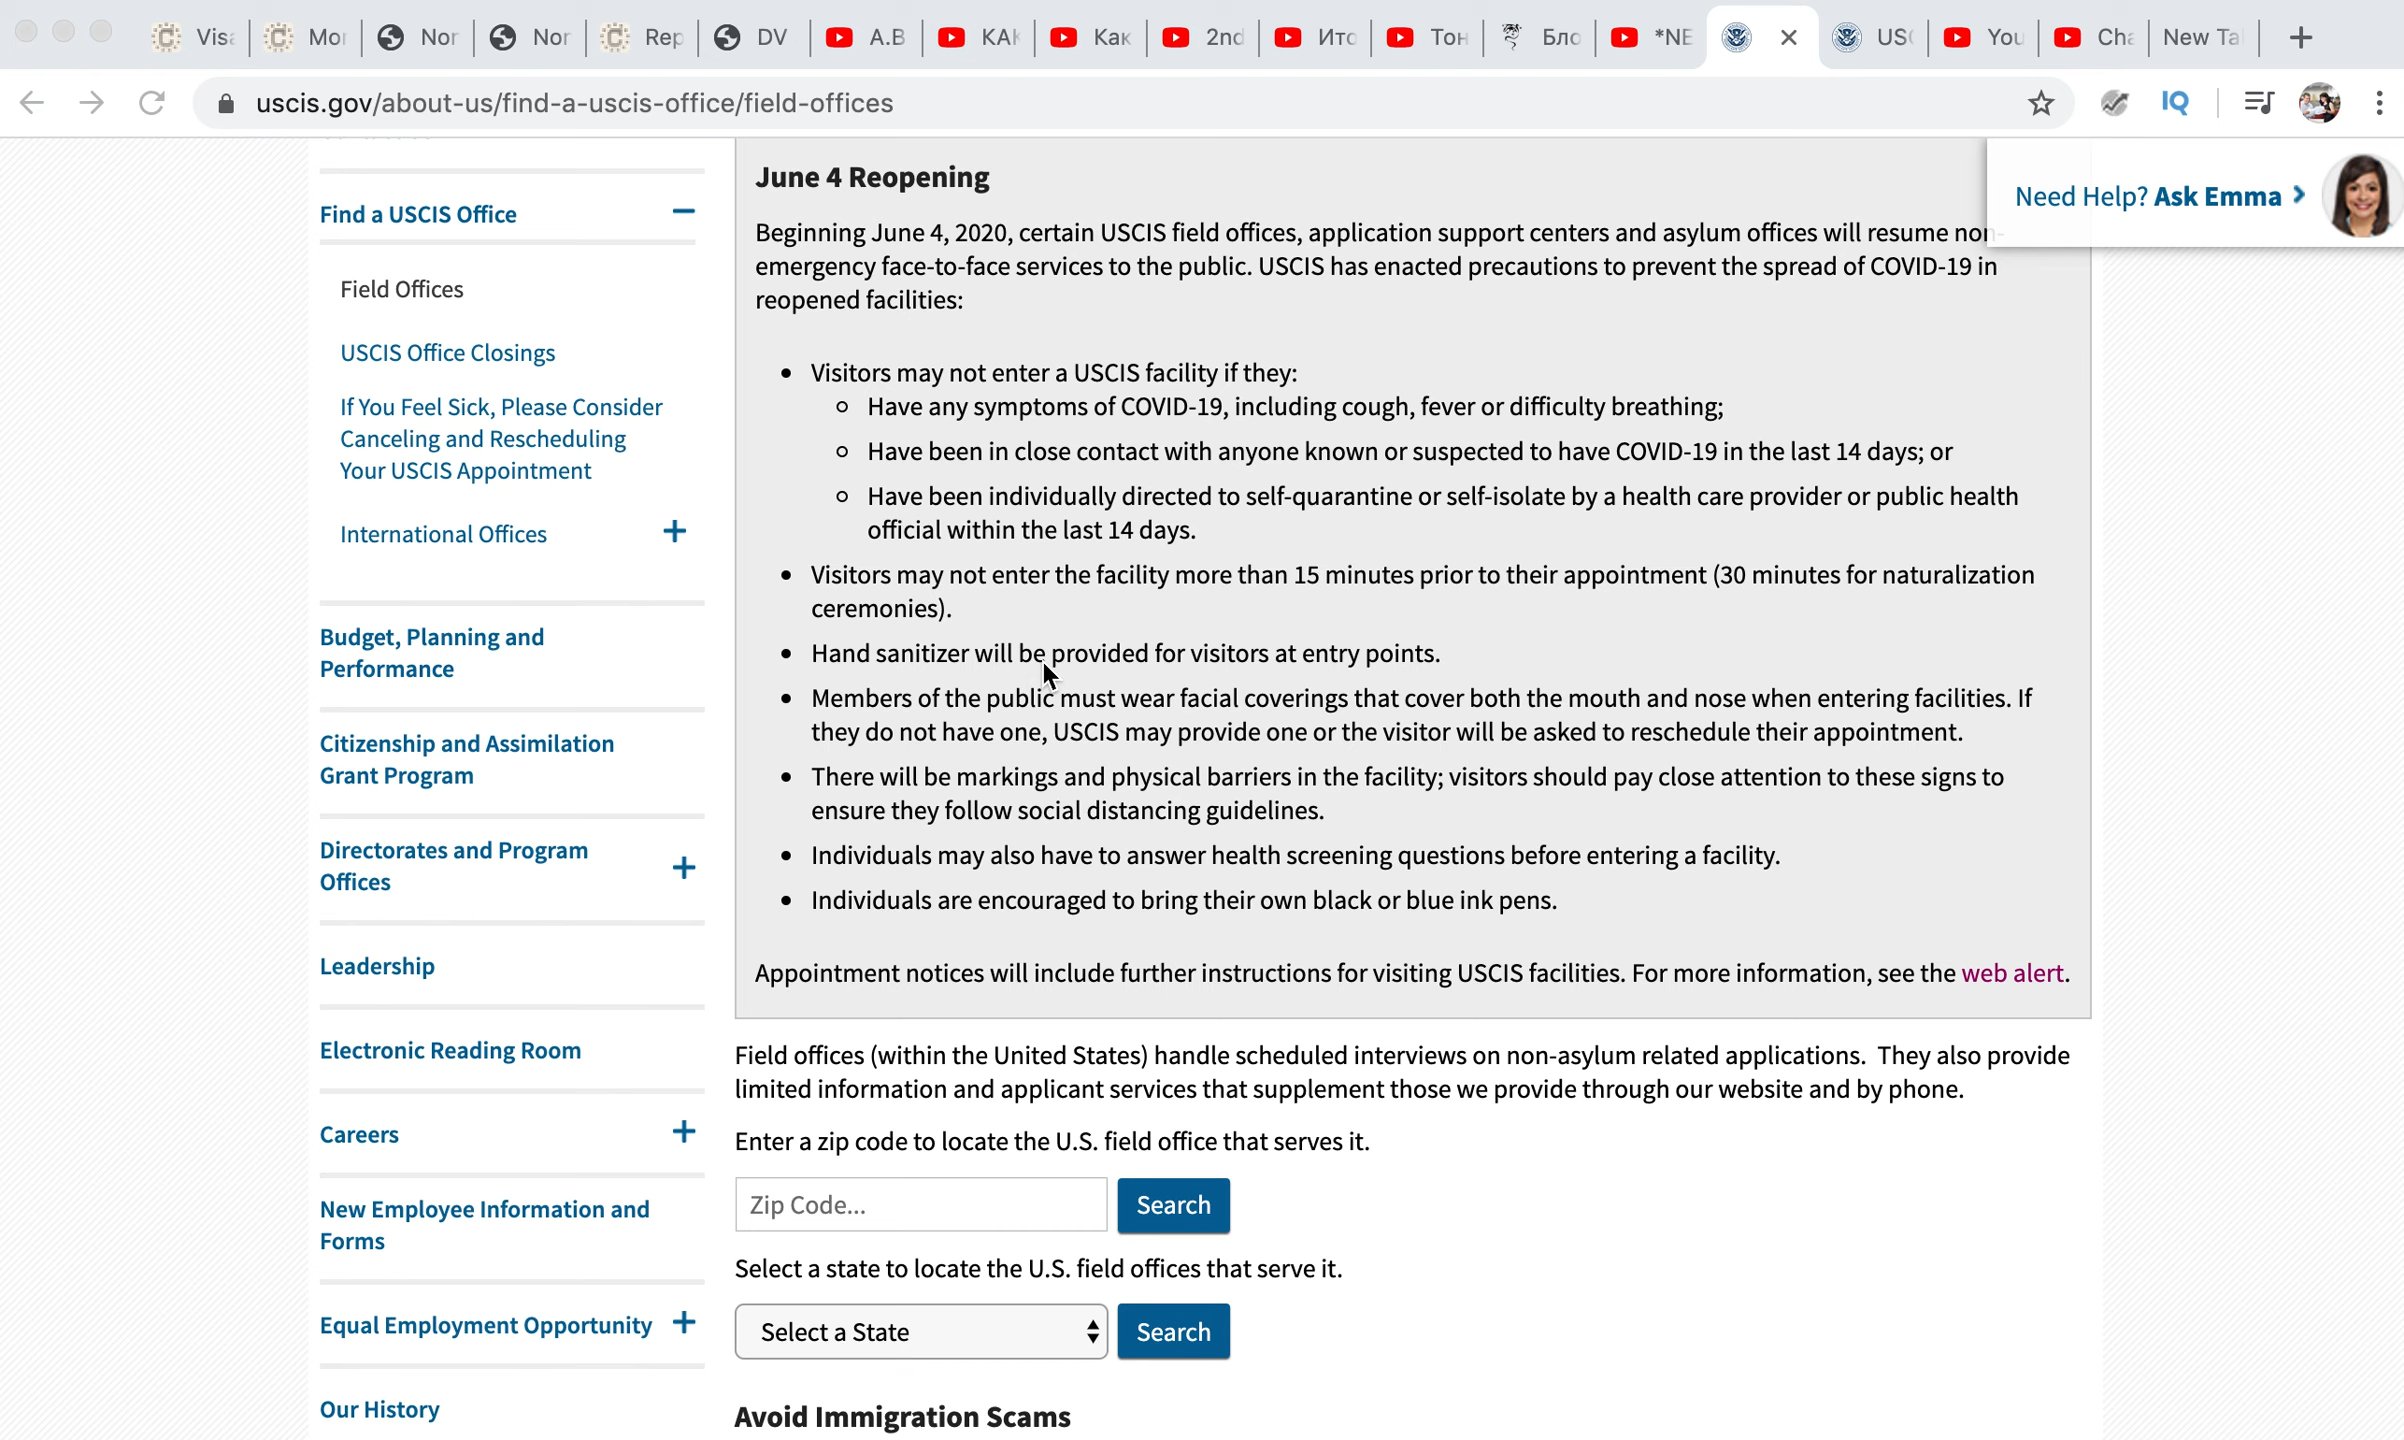 Visa
Mon
Nor
Nor
Rep
DV
А.В
КАК
Как
2nd
Ито
Тон
Бло
*NE
USC
You
Cha
New Ta
uscis.gov/about-us/find-a-uscis-office/field-offices
IQ
Need Help? Ask Emma
Find a USCIS Office
Field Offices
USCIS Office Closings
If You Feel Sick, Please Consider
Canceling and Rescheduling
Your USCIS Appointment
International Offices
Budget, Planning and
Performance
Citizenship and Assimilation
Grant Program
Directorates and Program
Offices
Leadership
Electronic Reading Room
Careers
New Employee Information and
Forms
Equal Employment Opportunity
Our History
June 4 Reopening
Beginning June 4, 2020, certain USCIS field offices, application support centers and asylum offices will resume non-
emergency face-to-face services to the public. USCIS has enacted precautions to prevent the spread of COVID-19 in
reopened facilities:
Visitors may not enter a USCIS facility if they:
Have any symptoms of COVID-19, including cough, fever or difficulty breathing;
Have been in close contact with anyone known or suspected to have COVID-19 in the last 14 days; or
Have been individually directed to self-quarantine or self-isolate by a health care provider or public health
official within the last 14 days.
Visitors may not enter the facility more than 15 minutes prior to their appointment (30 minutes for naturalization
ceremonies).
Hand sanitizer will be provided for visitors at entry points.
Members of the public must wear facial coverings that cover both the mouth and nose when entering facilities. If
they do not have one, USCIS may provide one or the visitor will be asked to reschedule their appointment.
There will be markings and physical barriers in the facility; visitors should pay close attention to these signs to
ensure they follow social distancing guidelines.
Individuals may also have to answer health screening questions before entering a facility.
Individuals are encouraged to bring their own black or blue ink pens.
Appointment notices will include further instructions for visiting USCIS facilities. For more information, see the web alert.
Field offices (within the United States) handle scheduled interviews on non-asylum related applications. They also provide
limited information and applicant services that supplement those we provide through our website and by phone.
Enter a zip code to locate the U.S. field office that serves it.
Zip Code...
Search
Select a state to locate the U.S. field offices that serve it.
Select a State
Search
Avoid Immigration Scams